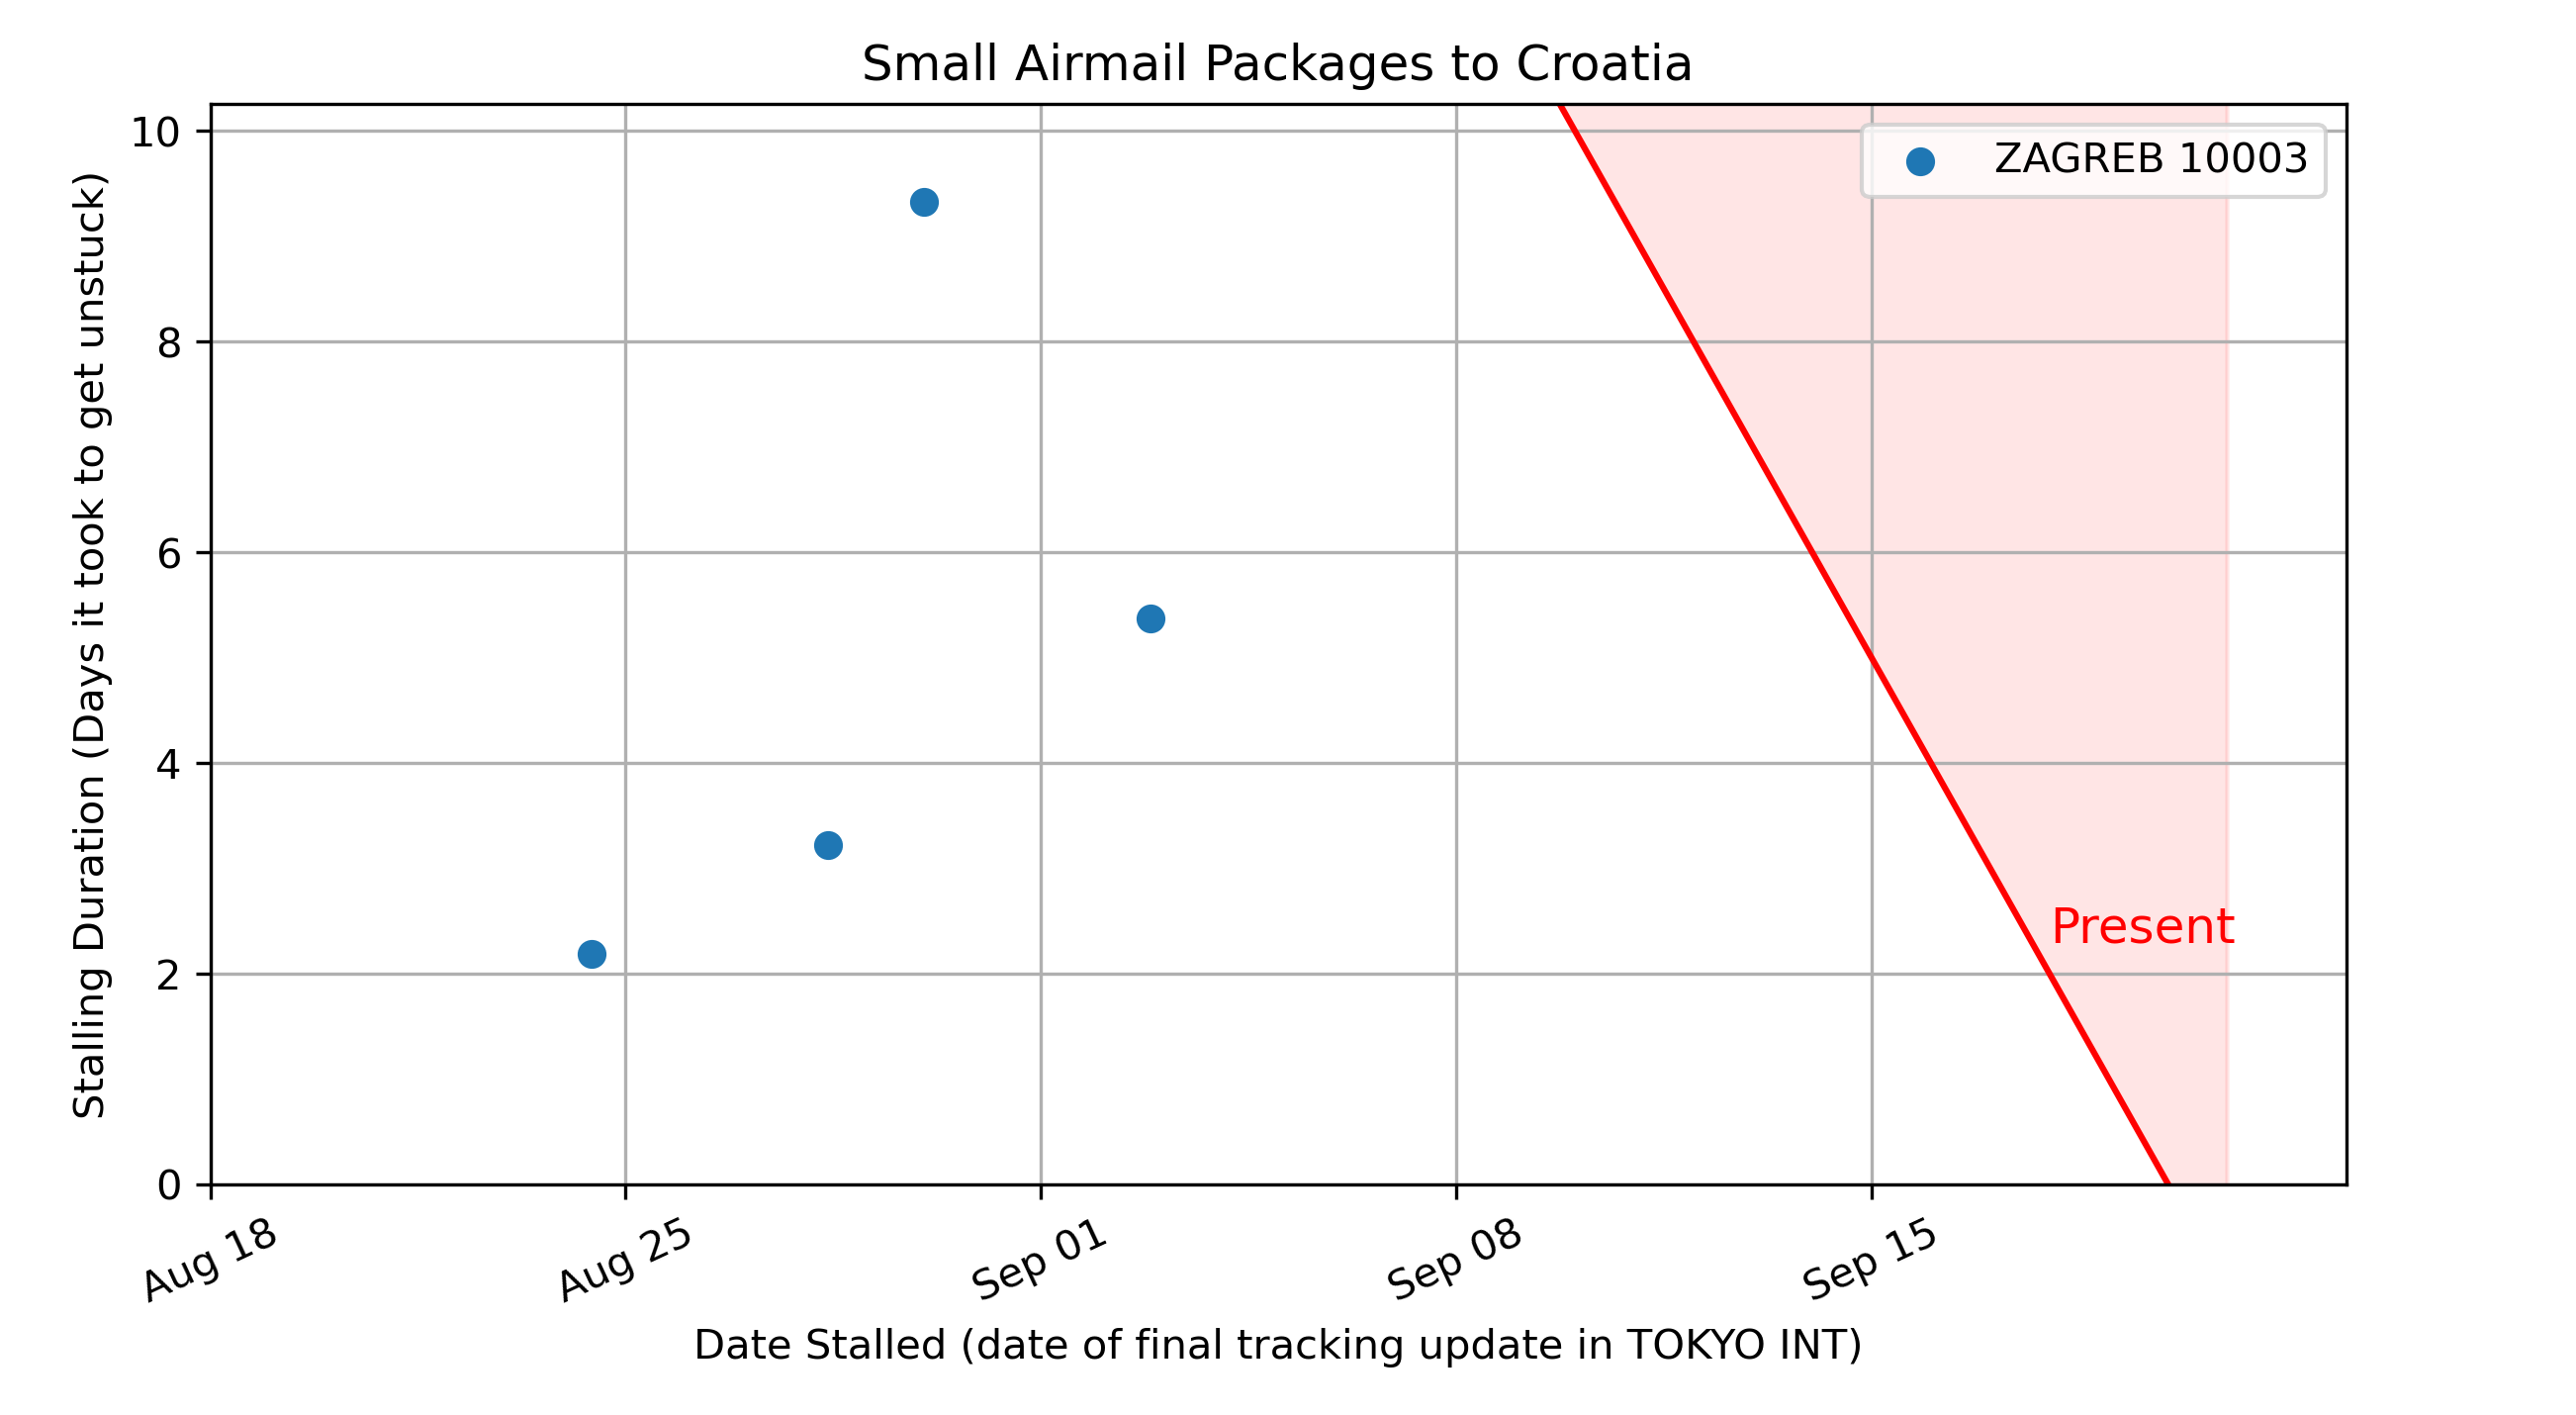 Small Airmail Packages to Croatia
ZAGREB 10003
Stalling Duration (Days it took to get unstuck)
10
8
6
4
2
0
Present
Aug 18
Aug 25
Sep 01
Sep 08
Sep 15
Date Stalled (date of final tracking update in TOKYO INT)